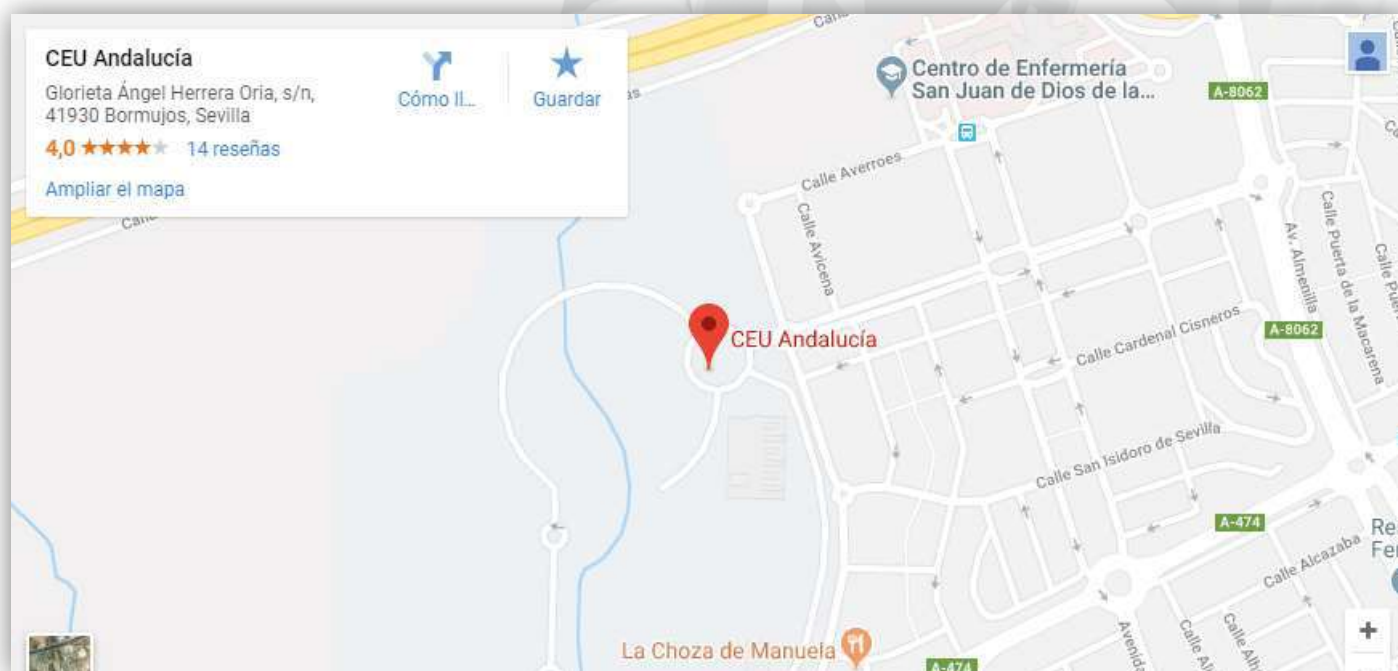 CEU Andalucía
Glorieta Ángel Herrera Oria, s/n,
41930 Bormujos, Sevilla
4,0
14 reseñas
Ampliar el mapa
Cómo ll...
Guardar
Centro de Enfermería
San Juan de Dios de la...
A-8062
Calle Averroes
Calle Avicena
CEU Andalucía
Calle Cardenal Cisneros
A-8062
Av. Almenilla
Calle Puerta de la Macarena
Calle San Isidoro de Sevilla
A-474
Calle Alcazaba
La Choza de Manuela
A-474
Avenida
+